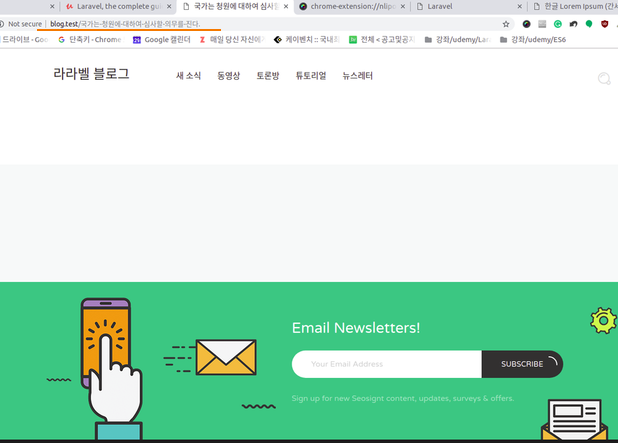 Laravel, the complete gui
국가는 청원에 대하여 심사
chrome-extension://nlip
Laravel
한글 Lorem Ipsum (간사
Not secure
blog.test/국가는-청원에-대하여-심사할-의무를-진다.
드라이브 - Goo
단축키 - Chrome
Google 캘린더
매일 당신 자신에
케이벤치 :: 국내
전체 < 공고및공지
강좌/udemy/Lar
강좌/udemy/ES6
라라벨 블로그
새 소식
동영상
토론방
튜토리얼
뉴스레터
Email Newsletters!
Your Email Address
SUBSCRIBE
Sign up for new Seosignt content, updates, surveys & offers.